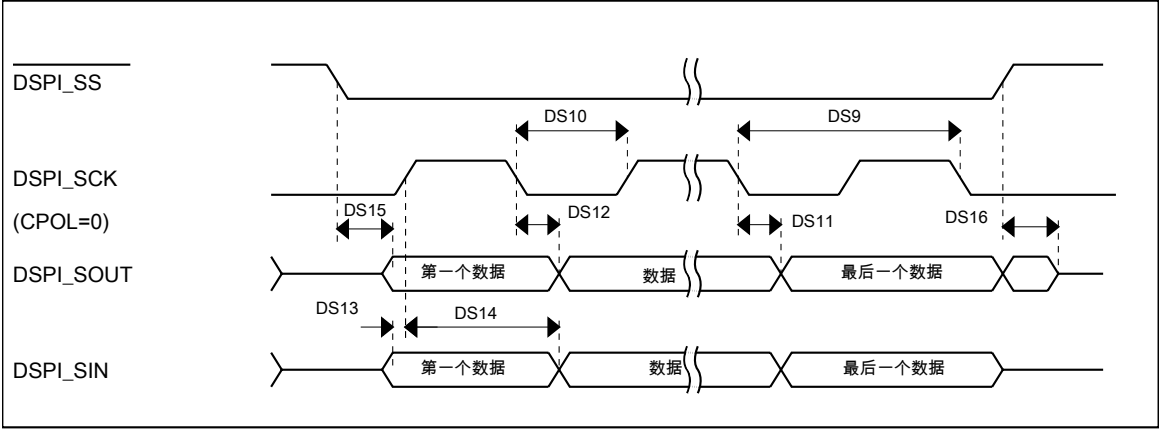 DSPI_SS
DS10
DS9
DSPI_SCK
(CPOL=0)
DS15
DS12
DS11
DS16
DSPI_SOUT
第一个数据
数据
最后一个数据
DS13
DS14
DSPI_SIN
第一个数据
数据
最后一个数据